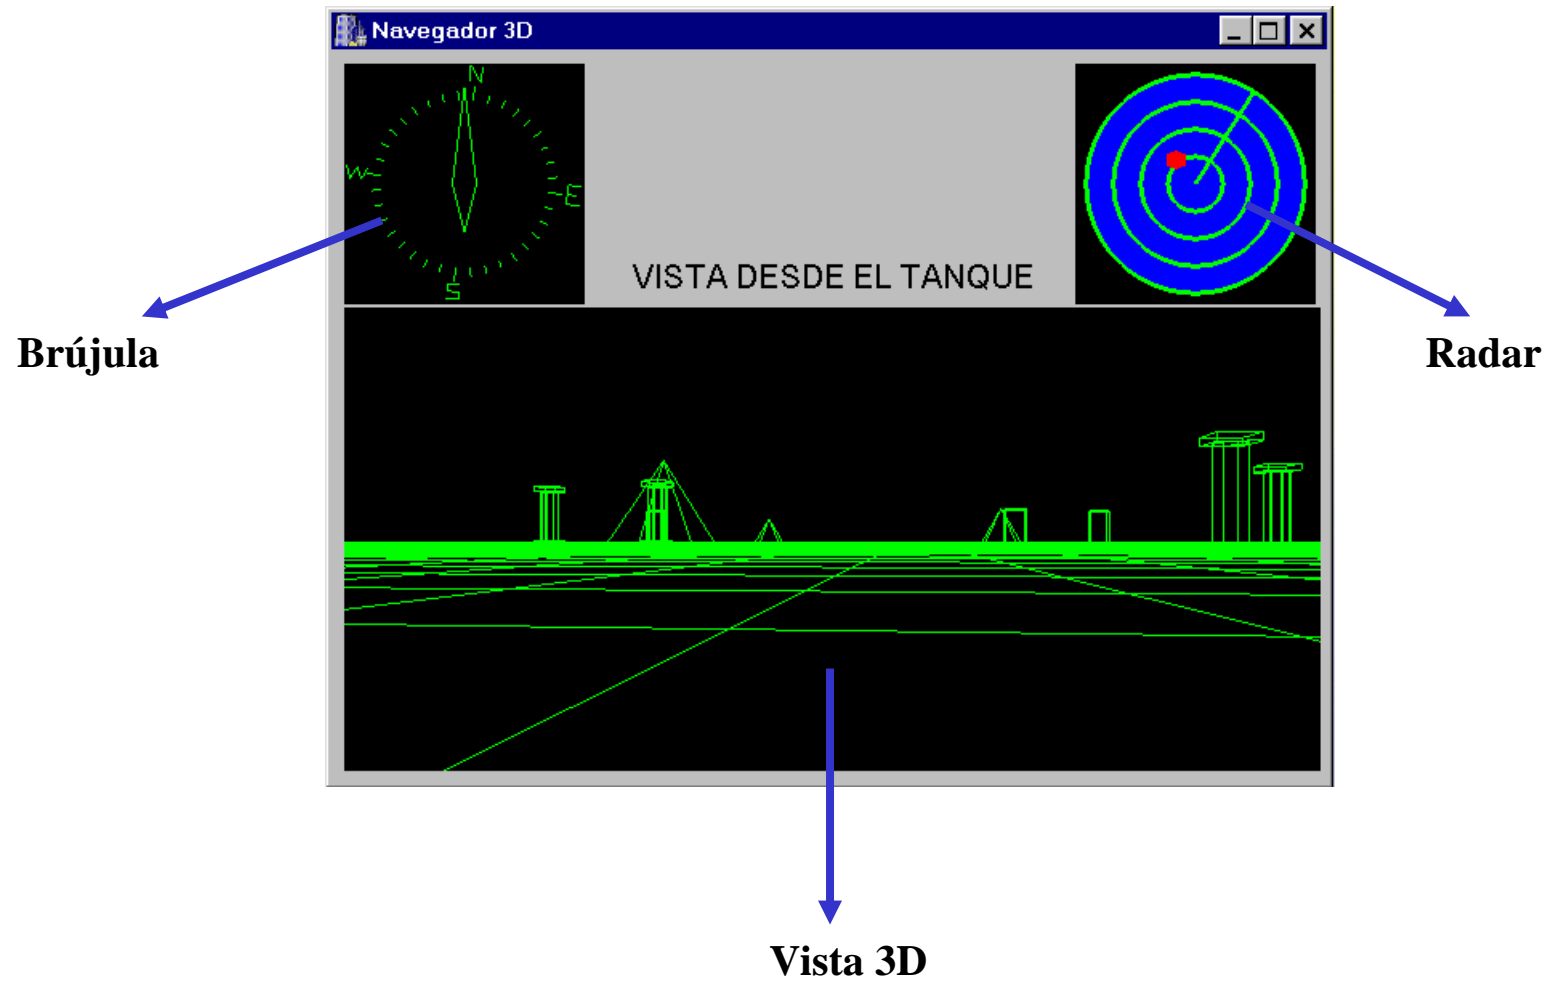 Navegador 3D
N
W
E
S
VISTA DESDE EL TANQUE
Brújula
Radar
Vista 3D